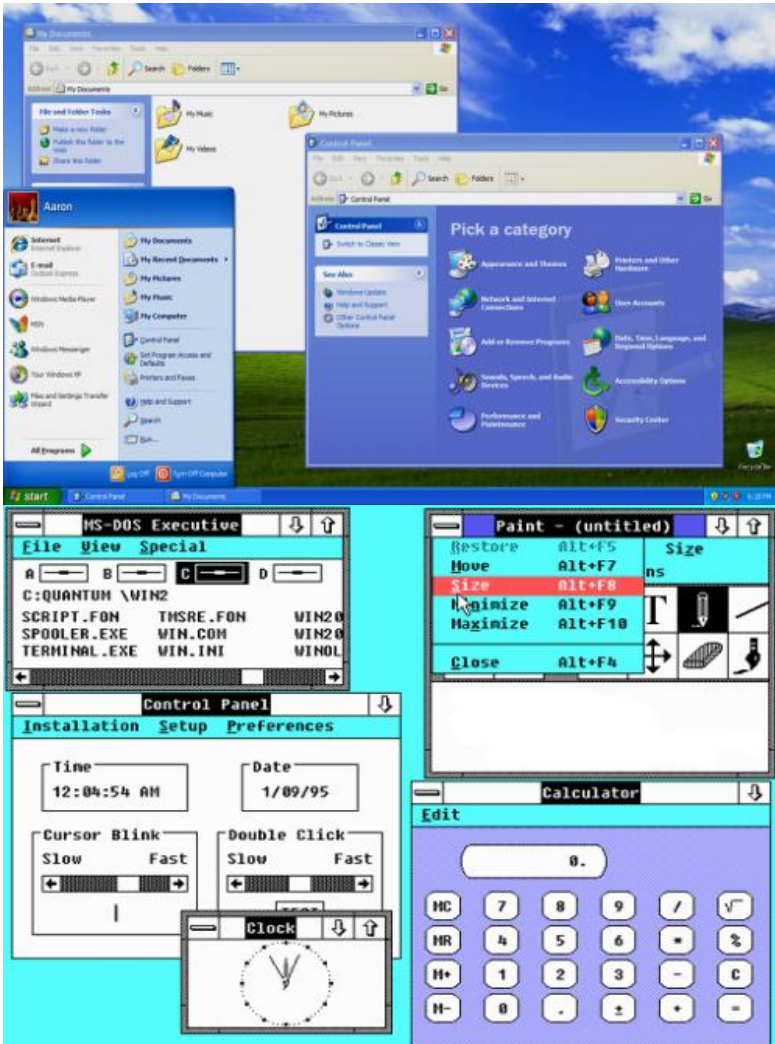 My Documents
File Edit View Favorites Tools Help
Back Search Folders
Address My Documents Go
File and Folder Tasks
Make a new folder
Publish this folder to the
Web
Share this folder
My Music
My Pictures
My Videos
Control Panel
File Edit View Favorites Tools Help
Back Search Folders
Address Control Panel Go
Control Panel
Switch to Classic View
See Also
Windows Update
Help and Support
Other Control Panel
Options
Pick a category
Appearance and Themes
Printers and Other
Hardware
Network and Internet
Connections
User Accounts
Add or Remove Programs
Date, Time, Language, and
Regional Options
Sounds, Speech, and Audio
Devices
Accessibility Options
Performance and
Maintenance
Security Center
Aaron
Internet
Internet Explorer
E-mail
Outlook Express
Windows Media Player
MSN
Windows Messenger
Tour Windows XP
Files and Settings Transfer
Wizard
All Programs
My Documents
My Recent Documents
My Pictures
My Music
My Computer
Control Panel
Set Program Access and
Defaults
Printers and Faxes
Help and Support
Search
Run...
Log Off Turn Off Computer
Recycle Bin
start Control Panel My Documents
MS-DOS Executive
File View Special
A B C D
C:QUANTUM \WIN2
SCRIPT.FON TMSRE.FON WIN20
SPOOLER.EXE WIN.COM WIN20
TERMINAL.EXE WIN.INI WINOL
Paint - (untitled)
Restore Alt+F5 Size
Move Alt+F7 ns
Size Alt+F8
Minimize Alt+F9
Maximize Alt+F10
Close Alt+F4
T
Control Panel
Installation Setup Preferences
Time Date
12:04:54 AM 1/09/95
Cursor Blink Double Click
Slow Fast Slow Fast
Clock
Calculator
Edit
0.
MC 7 8 9 / √
MR 4 5 6 * %
M+ 1 2 3 - C
M- 0 . ± + =